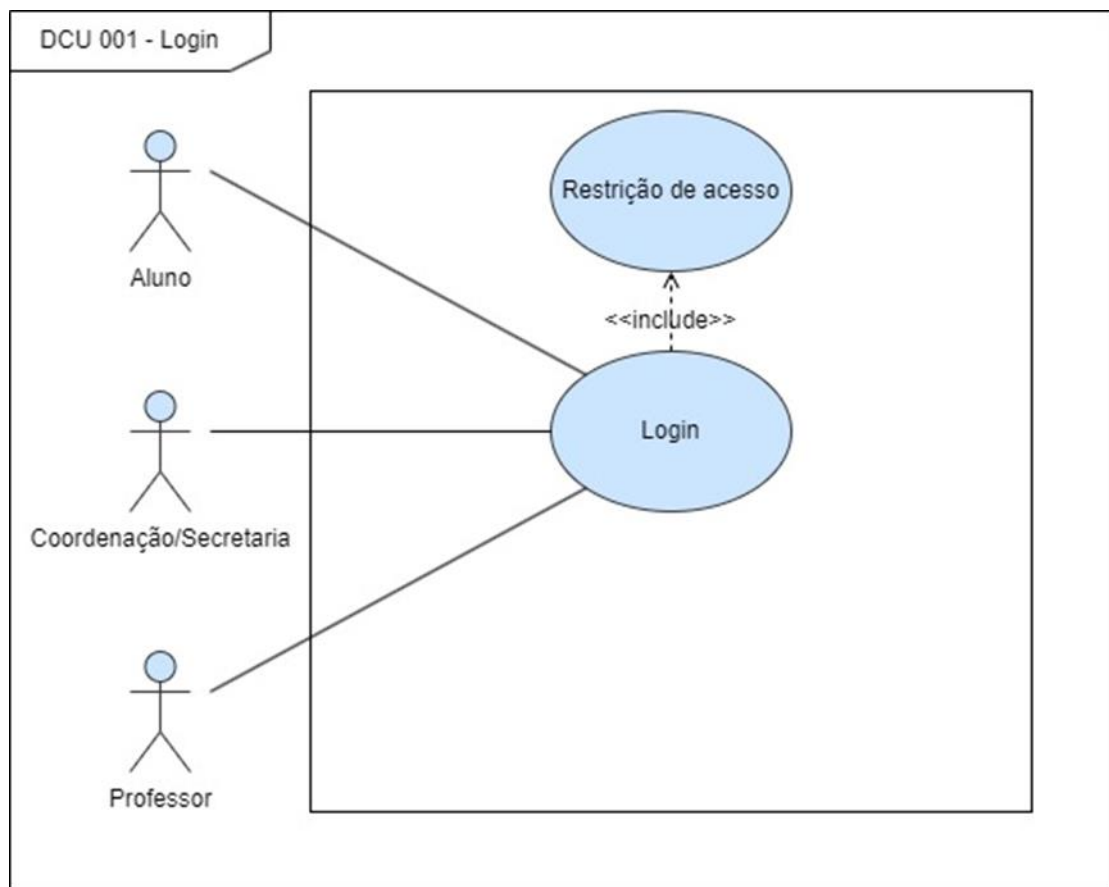 DCU 001 - Login
Restrição de acesso
Aluno
<<include>>
Login
Coordenação/Secretaria
Professor